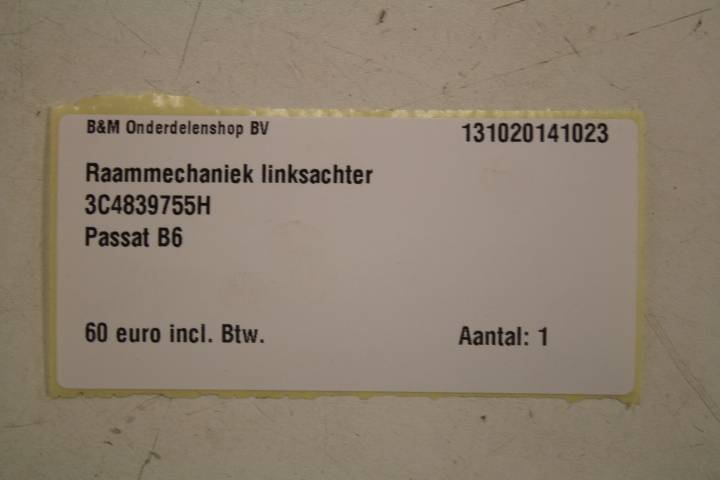 B&M Onderdelenshop BV 131020141023
Raammechaniek linksachter
3C4839755H
Passat B6
60 euro incl. Btw. Aantal: 1